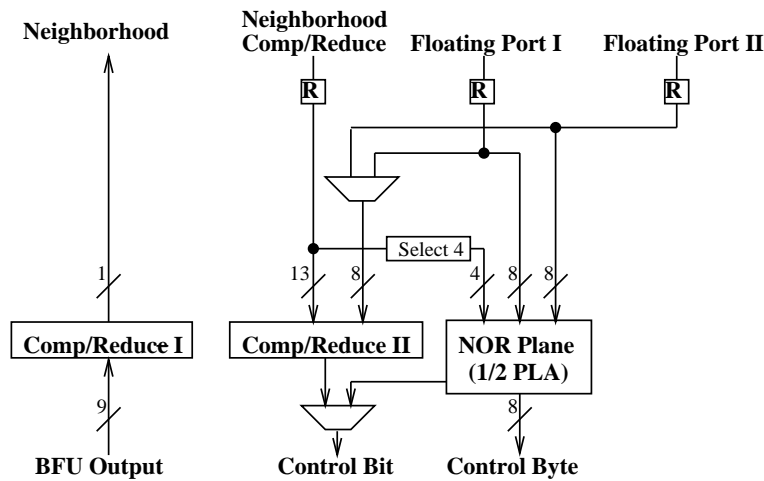 Neighborhood
Neighborhood
Comp/Reduce
Floating Port I
Floating Port II
R
R
R
Select 4
1
13
8
4
8
8
Comp/Reduce I
Comp/Reduce II
NOR Plane
(1/2 PLA)
9
8
BFU Output
Control Bit
Control Byte